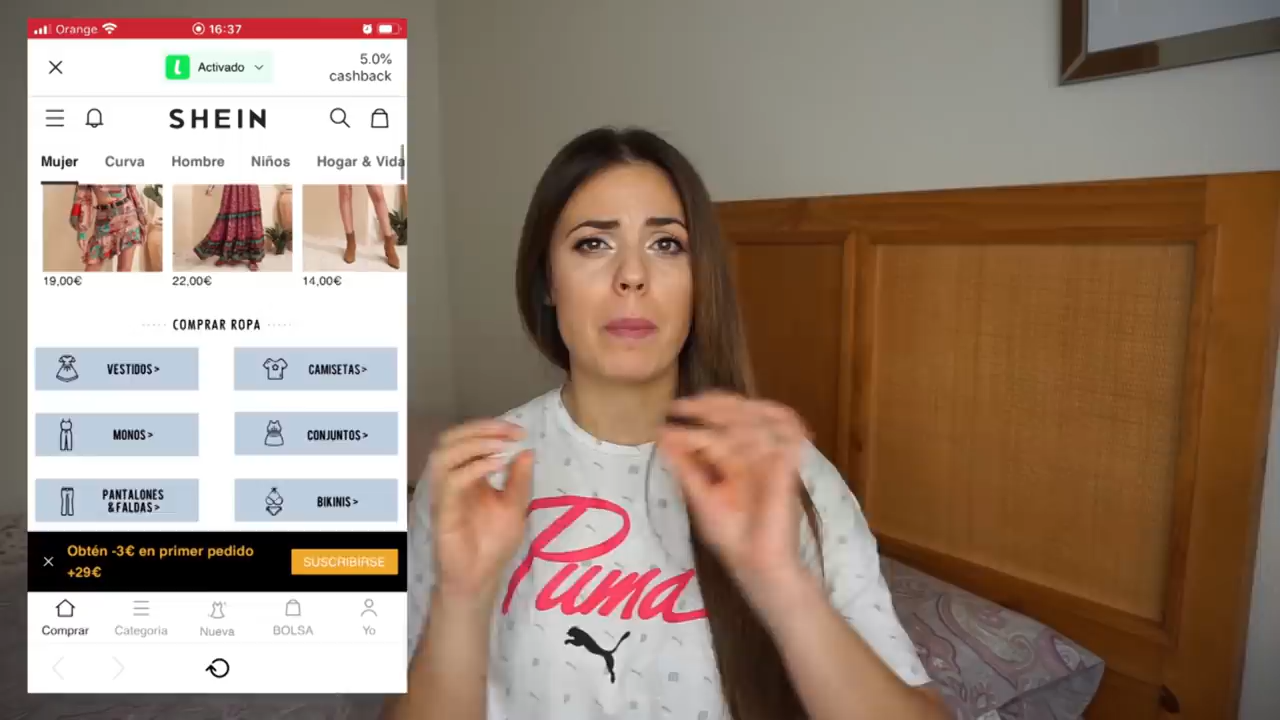 Orange 16:37
Activado
5.0%
cashback
SHEIN
Mujer Curva Hombre Niños Hogar & Vida
19,00€ 22,00€ 14,00€
COMPRAR ROPA
VESTIDOS > CAMISETAS>
MONOS > CONJUNTOS >
PANTALONES
& FALDAS >
BIKINIS >
Obtén -3€ en primer pedido
+29€
SUSCRIBIRSE
Comprar Categoria Nueva BOLSA Yo
Puma